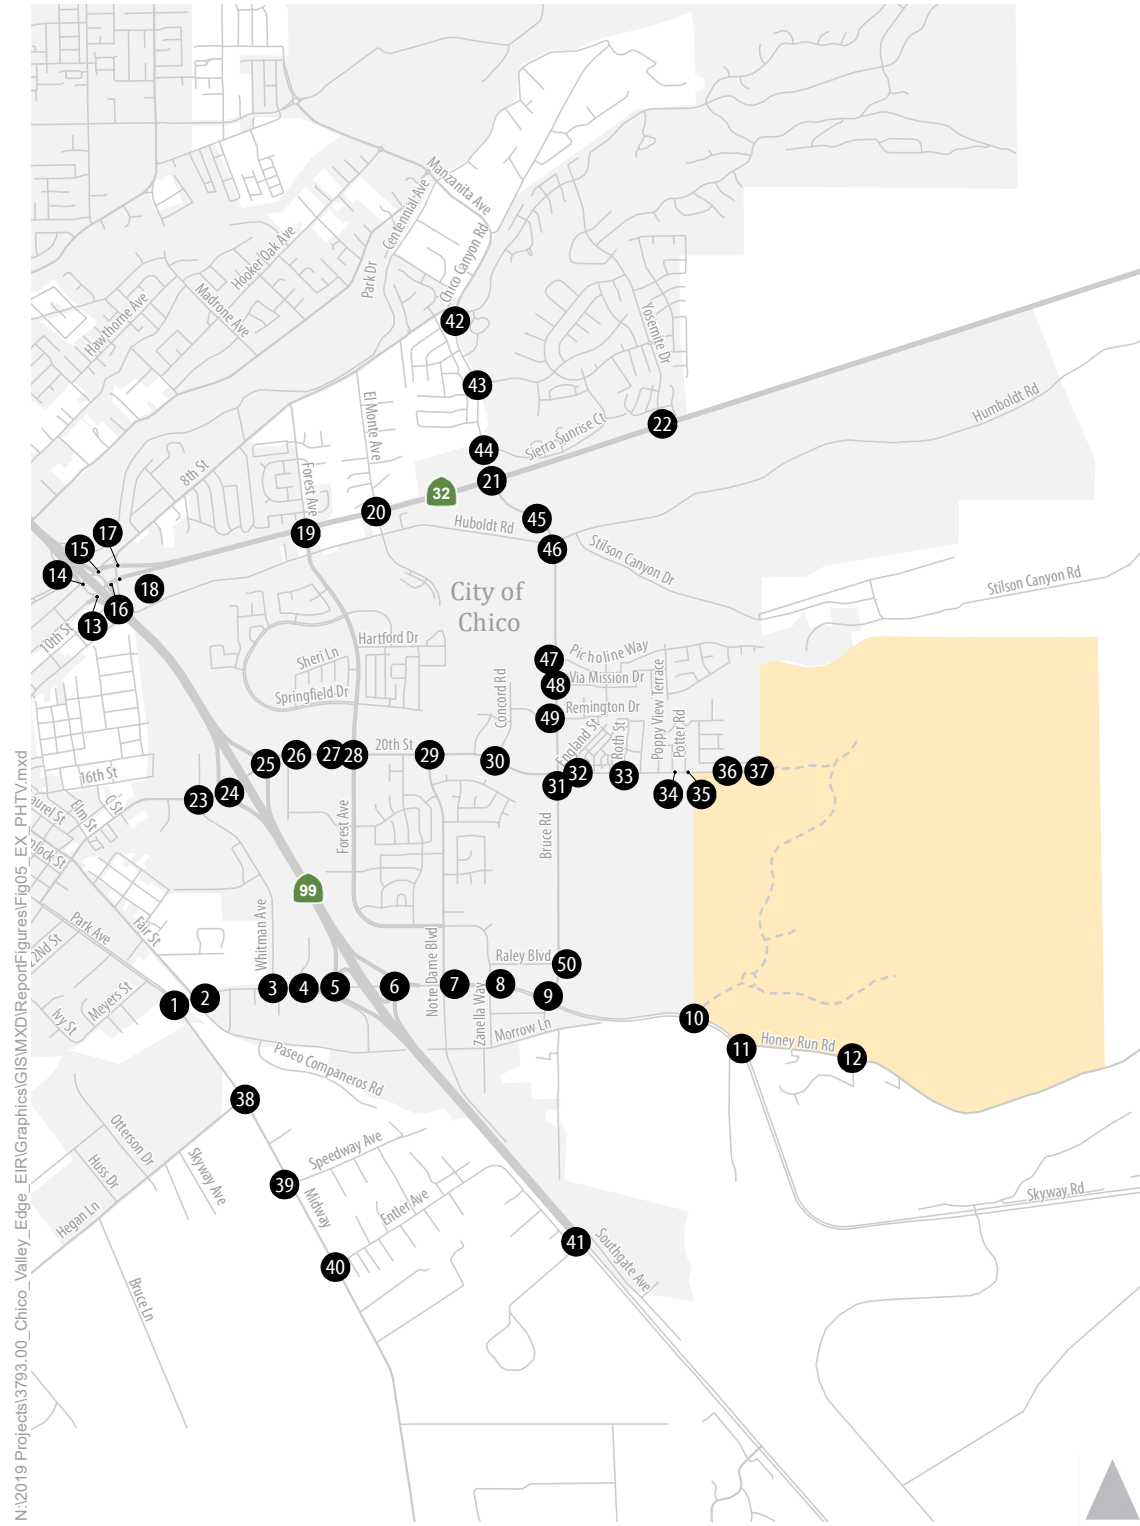 Manzanita Ave
Centennial Ave
Hooker Oak Ave
Chico Canyon Rd
Park Dr
Madrone Ave
Hawthorne Ave
42
Yosemite Dr
43
Humboldt Rd
El Monte Ave
22
Sierra Sunrise Ct
44
8th St
Forest Ave
21
32
20
45
Huboldt Rd
17
19
46
15
Stilson Canyon Dr
14
18
Stilson Canyon Rd
16
City of
Chico
13
10th St
Hartford Dr
Picholine Way
Sheri Ln
47
Via Mission Dr
48
Springfield Dr
Concord Rd
Remington Dr
49
Poppy View Terrace
Potter Rd
England St
Roth St
20th St
25
26
27
28
29
30
31
32
33
34
35
36
37
16th St
23
24
C St
Elm St
aurel St
Forest Ave
Bruce Rd
nlock St
99
Park Ave
Fair St
Whitman Ave
22Nd St
Notre Dame Blvd
Raley Blvd
50
Meyers St
Ivy St
1
2
3
4
5
6
7
8
9
Zanella Way
10
Morrow Ln
11
Honey Run Rd
12
Paseo Companeros Rd
38
Otterson Dr
Speedway Ave
Huss Dr
Skyway Ave
39
Midway
Entler Ave
Skyway Rd
Hegan Ln
41
Southgate Ave
40
Bruce Ln
N:\2019 Projects\3793.00_Chico_Valley_Edge_EIR\Graphics\GIS\MXD\ReportFigures\Fig05_EX_PHTV.mxd